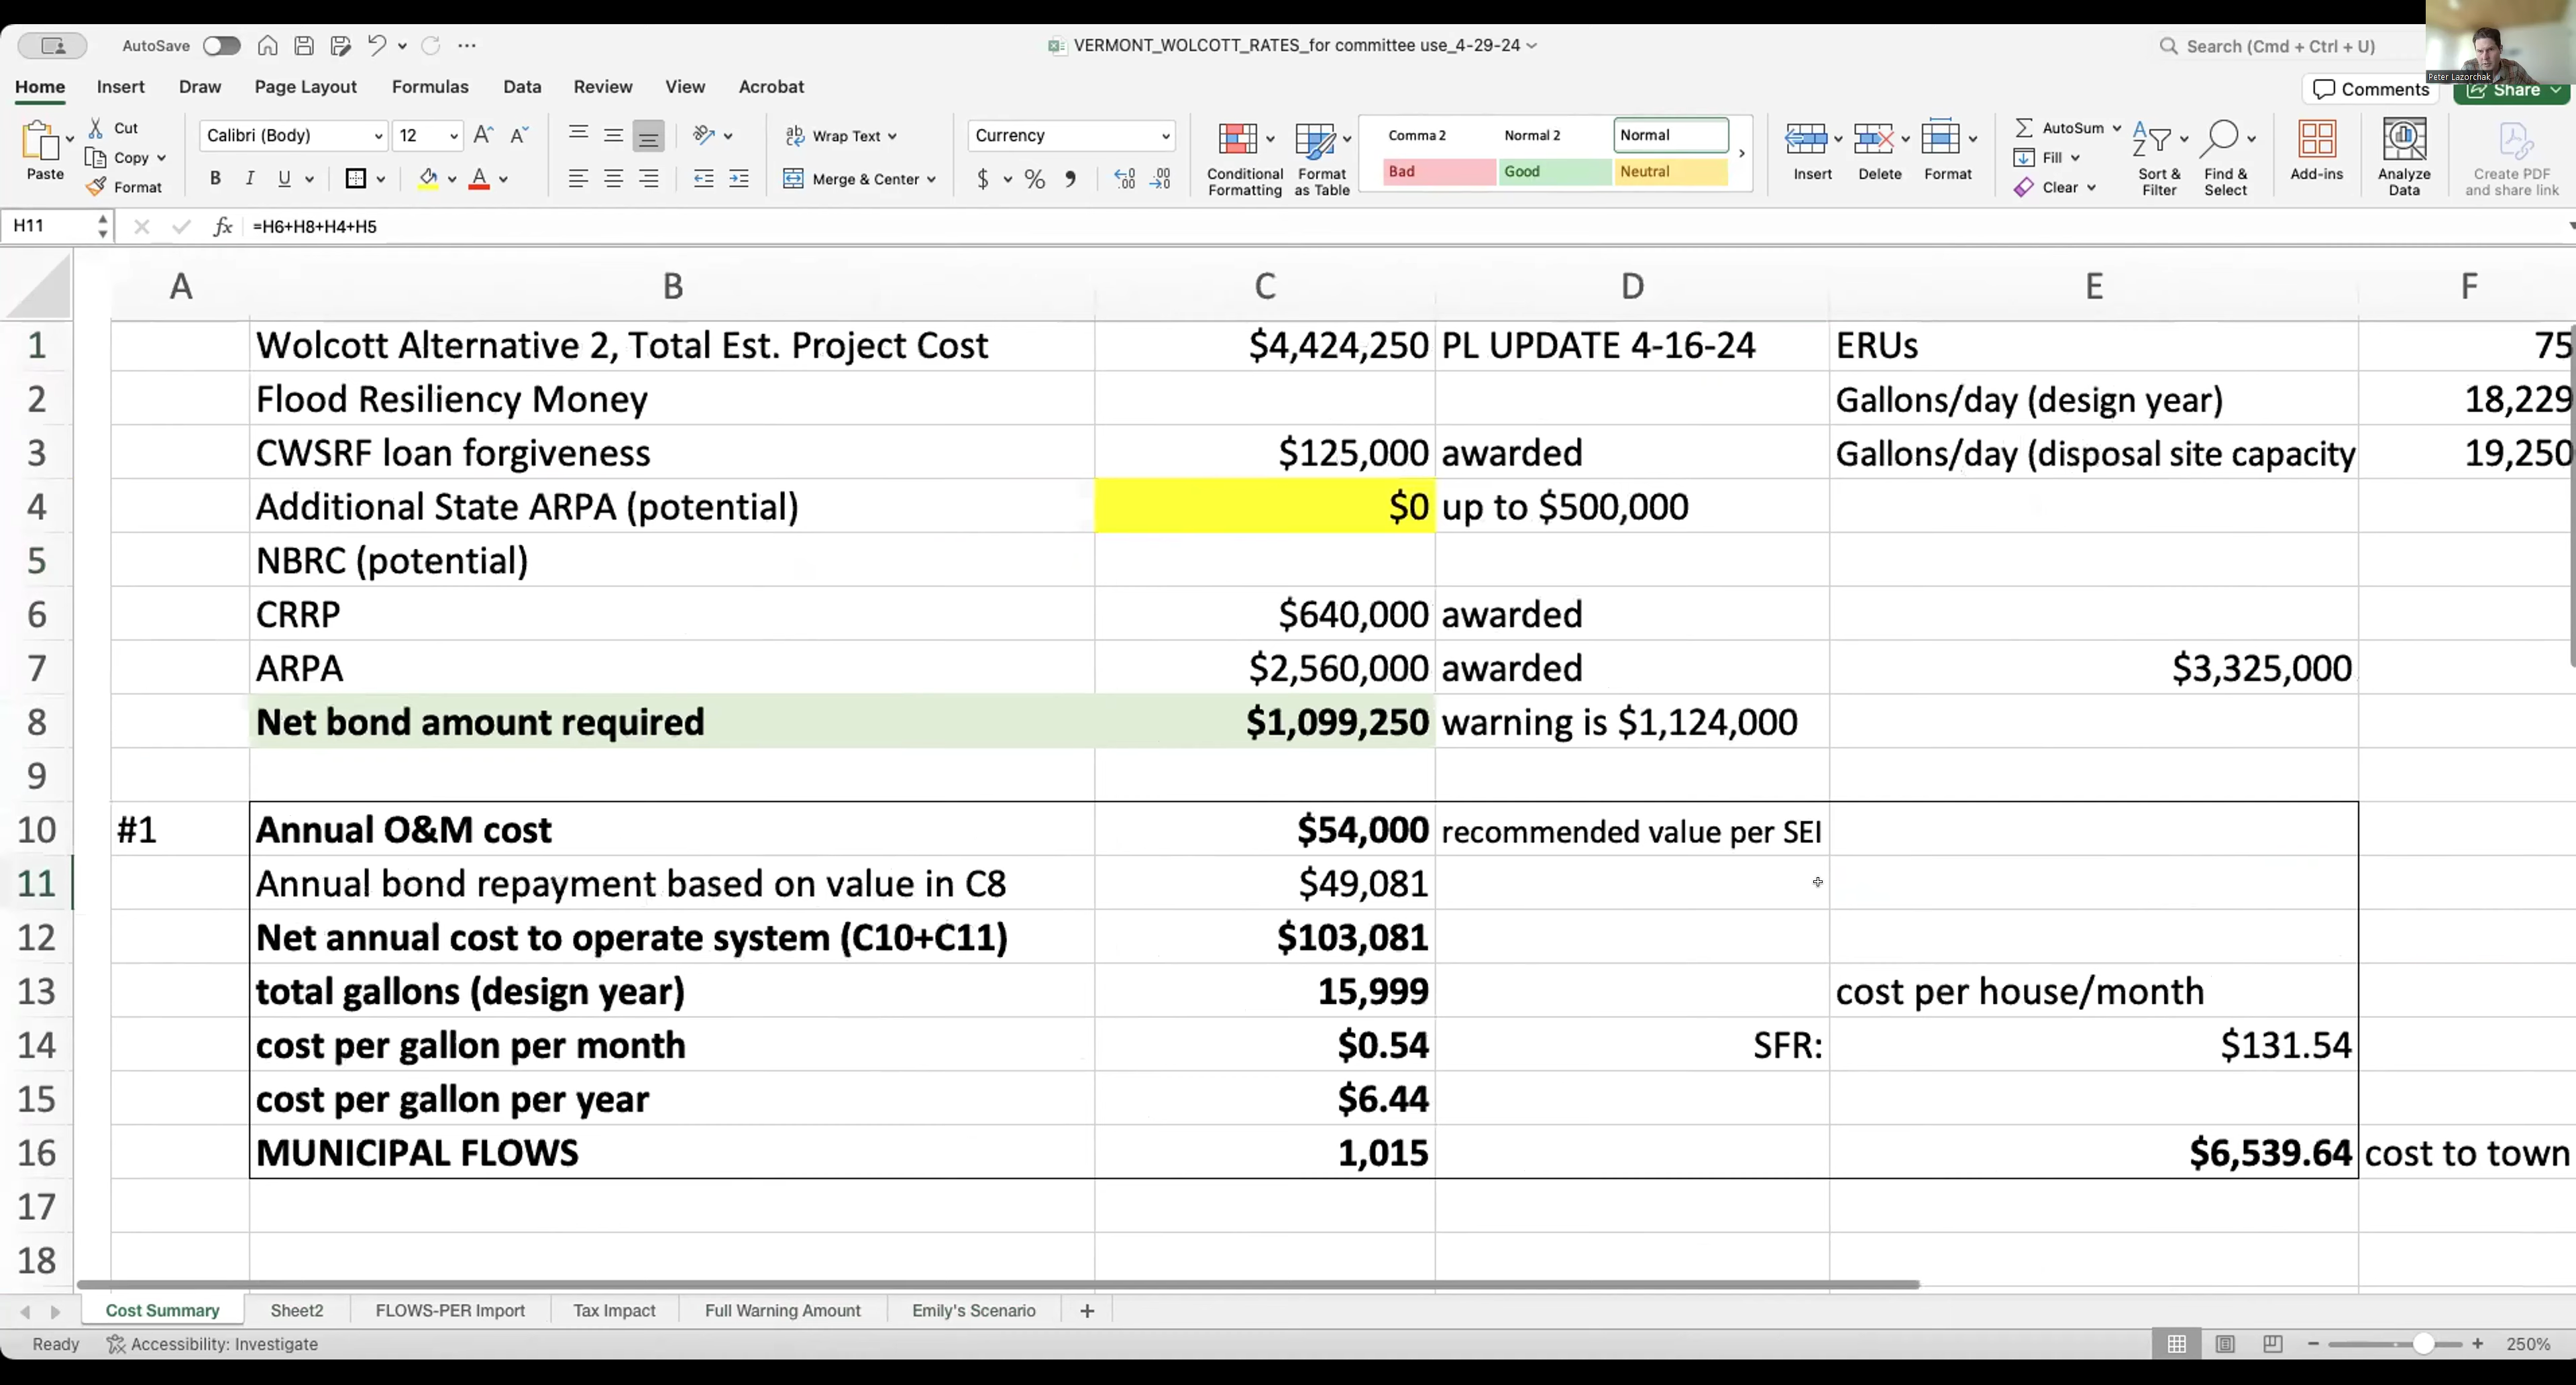 AutoSave
VERMONT_WOLCOTT_RATES_for committee use_4-29-24
Search (Cmd + Ctrl + U)
Peter Lazorchak
Home Insert Draw Page Layout Formulas Data Review View Acrobat
Comments Share
Paste Cut Copy Format
Calibri (Body) 12
B I U
Wrap Text
Merge & Center
Currency
$ %
Conditional Formatting
Format as Table
Comma 2 Normal 2 Normal
Bad Good Neutral
Insert Delete Format
AutoSum
Fill
Clear
Sort & Filter
Find & Select
Add-ins
Analyze Data
Create PDF and share link
H11 fx =H6+H8+H4+H5
A B C D E F
1 Wolcott Alternative 2, Total Est. Project Cost $4,424,250 PL UPDATE 4-16-24 ERUs 75
2 Flood Resiliency Money Gallons/day (design year) 18,229
3 CWSRF loan forgiveness $125,000 awarded Gallons/day (disposal site capacity 19,250
4 Additional State ARPA (potential) $0 up to $500,000
5 NBRC (potential)
6 CRRP $640,000 awarded
7 ARPA $2,560,000 awarded $3,325,000
8 Net bond amount required $1,099,250 warning is $1,124,000
9
10 #1 Annual O&M cost $54,000 recommended value per SEI
11 Annual bond repayment based on value in C8 $49,081
12 Net annual cost to operate system (C10+C11) $103,081
13 total gallons (design year) 15,999 cost per house/month
14 cost per gallon per month $0.54 SFR: $131.54
15 cost per gallon per year $6.44
16 MUNICIPAL FLOWS 1,015 $6,539.64 cost to town
17
18
Cost Summary Sheet2 FLOWS-PER Import Tax Impact Full Warning Amount Emily's Scenario +
Ready Accessibility: Investigate 250%